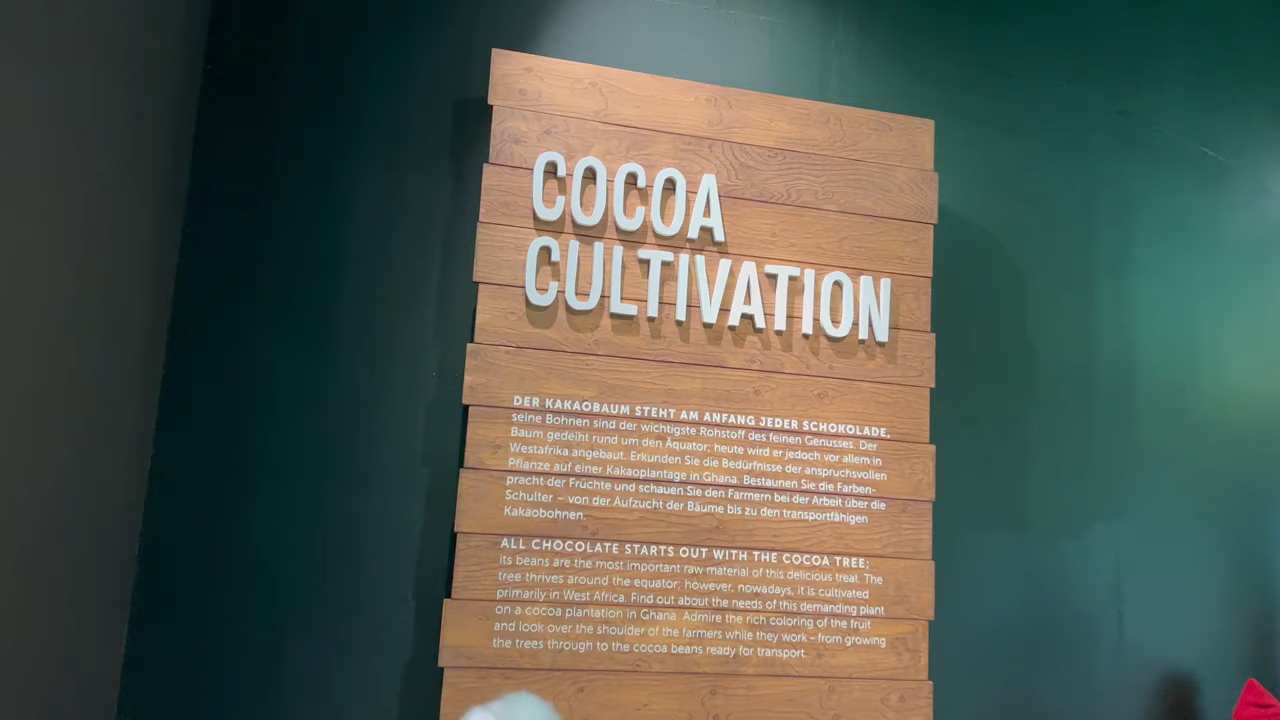 COCOA
CULTIVATION
DER KAKAOBAUM STEHT AM ANFANG JEDER SCHOKOLADE,
seine Bohnen sind der wichtigste Rohstoff des feinen Genusses. Der
Baum gedeiht rund um den Äquator; heute wird er jedoch vor allem in
Westafrika angebaut. Erkunden Sie die Bedürfnisse der anspruchsvollen
Pflanze auf einer Kakaoplantage in Ghana. Bestaunen Sie die Farben-
pracht der Früchte und schauen Sie den Farmern bei der Arbeit über die
Schulter – von der Aufzucht der Bäume bis zu den transportfähigen
Kakaobohnen.
ALL CHOCOLATE STARTS OUT WITH THE COCOA TREE;
its beans are the most important raw material of this delicious treat. The
tree thrives around the equator; however, nowadays, it is cultivated
primarily in West Africa. Find out about the needs of this demanding plant
on a cocoa plantation in Ghana. Admire the rich coloring of the fruit
and look over the shoulder of the farmers while they work – from growing
the trees through to the cocoa beans ready for transport.